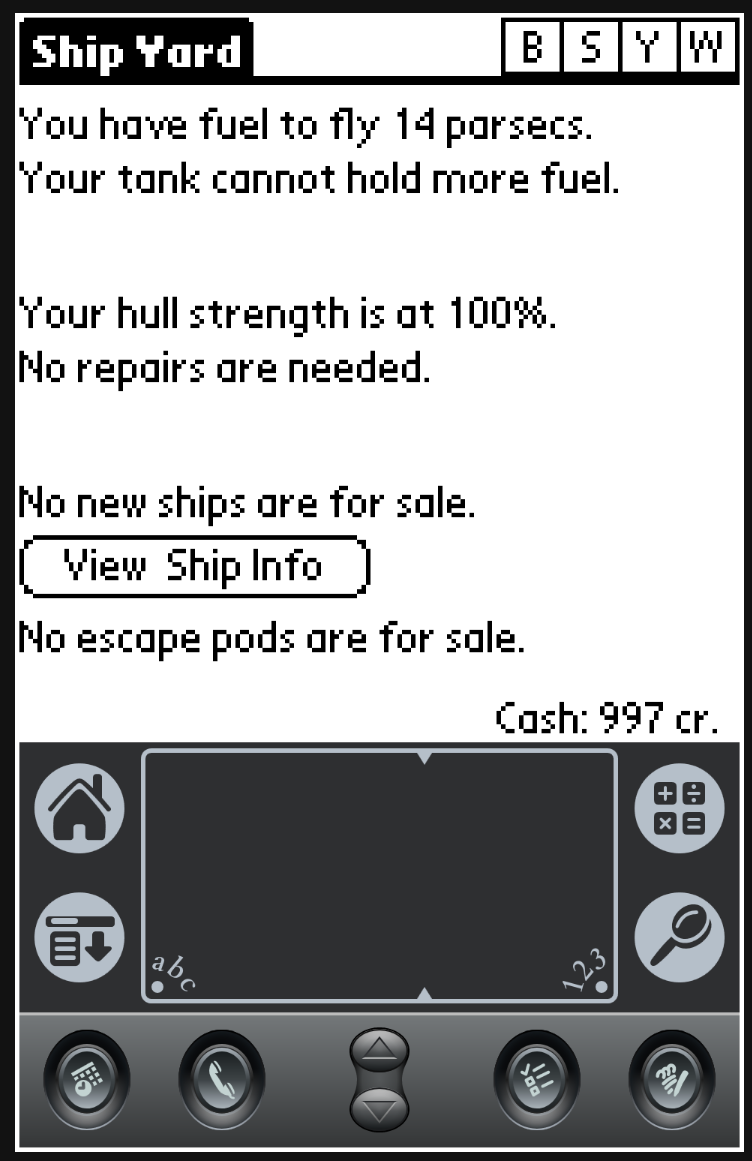 Ship Yard
B S Y W
You have fuel to fly 14 parsecs.
Your tank cannot hold more fuel.
Your hull strength is at 100%.
No repairs are needed.
No new ships are for sale.
View Ship Info
No escape pods are for sale.
Cash: 997 cr.
+ ÷
× =
abc
123